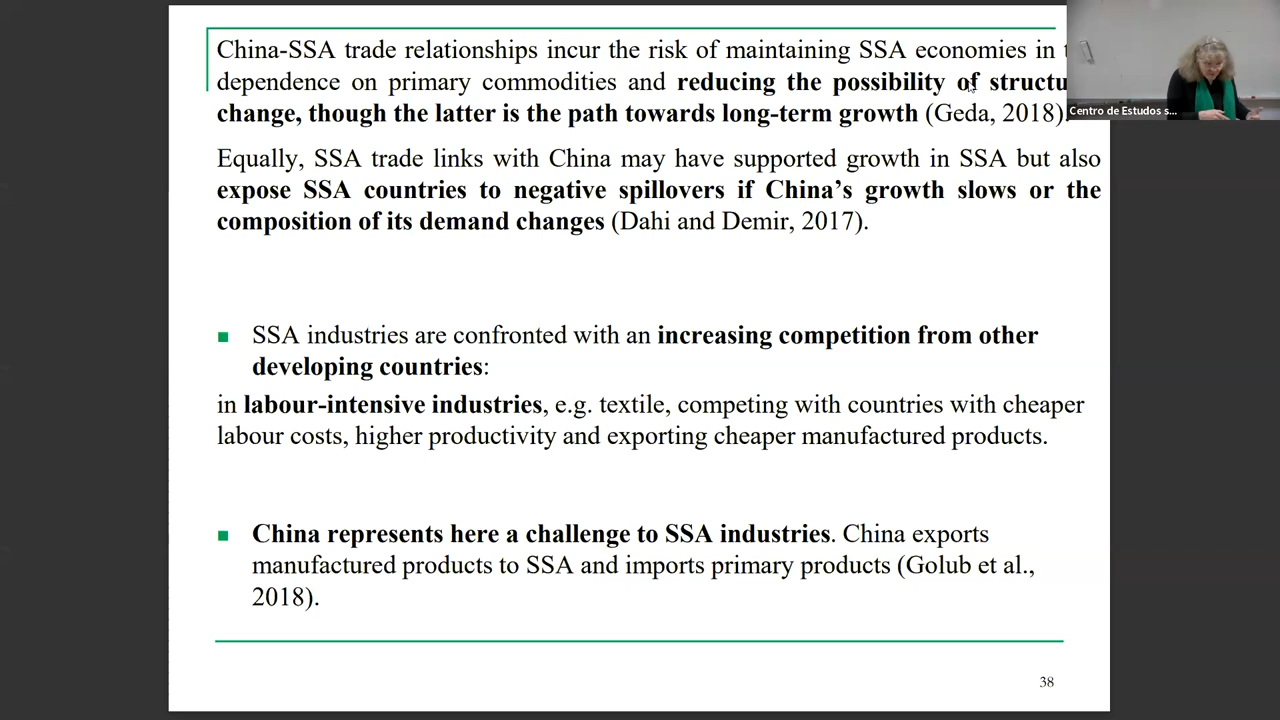 China-SSA trade relationships incur the risk of maintaining SSA economies in
dependence on primary commodities and reducing the possibility of
change, though the latter is the path towards long-term growth (Geda, 2018).
Equally, SSA trade links with China may have supported growth in SSA but also
expose SSA countries to negative spillovers if China's growth slows or the
composition of its demand changes (Dahi and Demir, 2017).
■ SSA industries are confronted with an increasing competition from other
developing countries:
in labour-intensive industries, e.g. textile, competing with countries with cheaper
labour costs, higher productivity and exporting cheaper manufactured products.
■ China represents here a challenge to SSA industries. China exports
manufactured products to SSA and imports primary products (Golub et al.,
2018).
38
Centro de Estudos s...